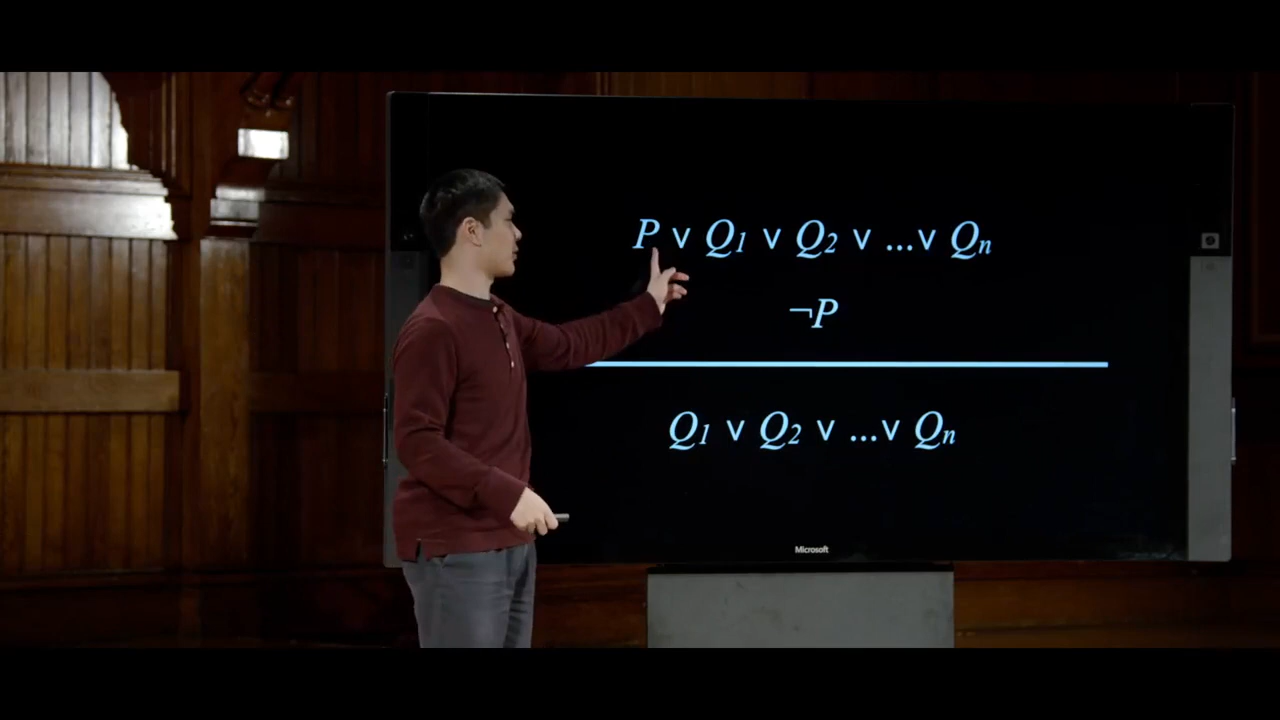 P ∨ Q1 ∨ Q2 ∨ ...∨ Qn
¬P
Q1 ∨ Q2 ∨ ...∨ Qn
Microsoft